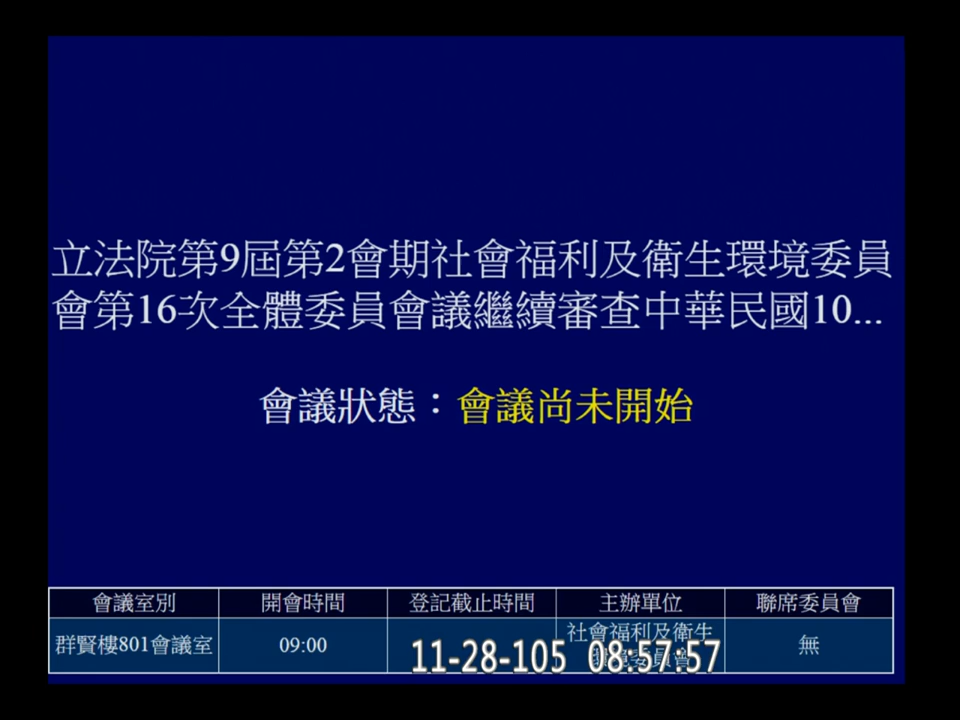 立法院第9屆第2會期社會福利及衛生環境委員
會第16次全體委員會議繼續審查中華民國10...
會議狀態：會議尚未開始
會議室別 開會時間 登記截止時間 主辦單位 聯席委員會
社會福利及衛生
群賢樓801會議室 09:00 無
11-28-105 08:57:57